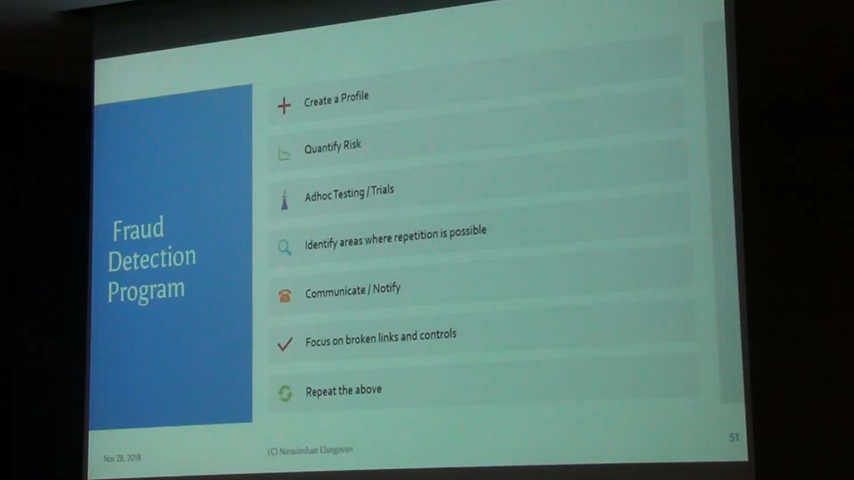 Fraud
Detection
Program
Create a Profile
Quantify Risk
Adhoc Testing / Trials
Identify areas where repetition is possible
Communicate / Notify
Focus on broken links and controls
Repeat the above
Nov 28, 2018
(C) Narasimhan Elangovan
51